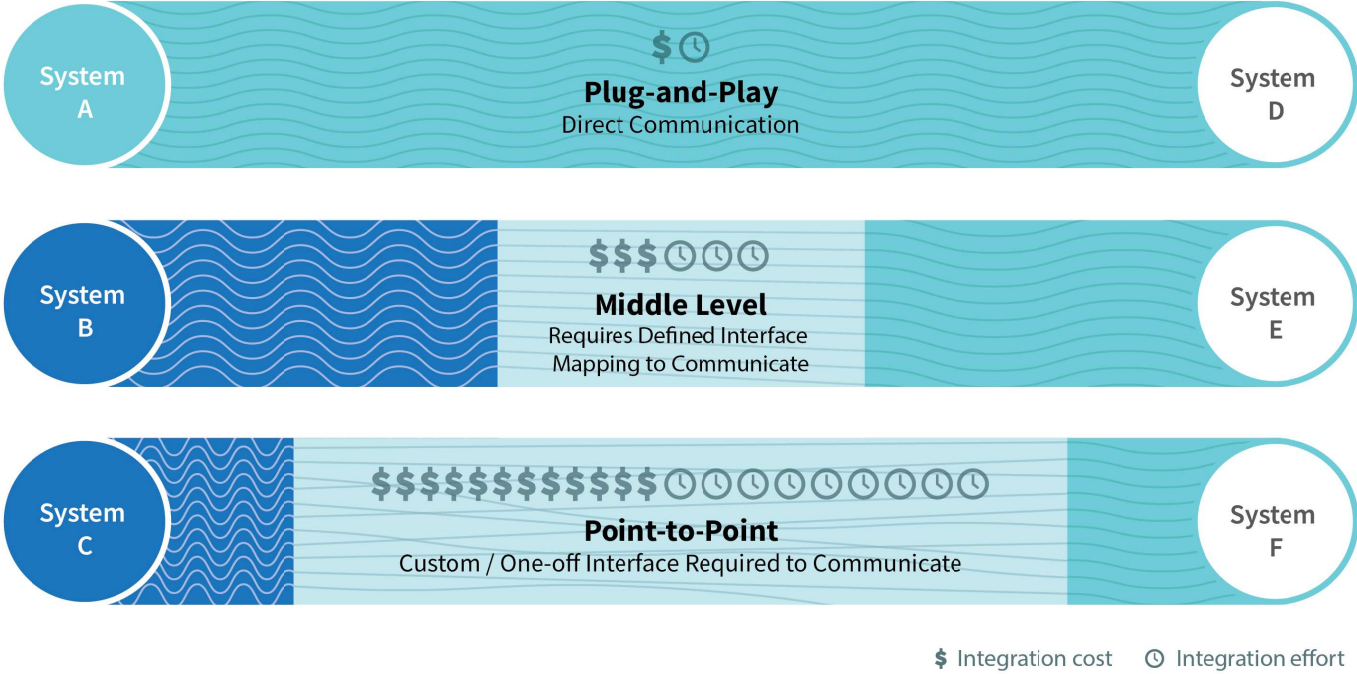 System
A
$
Plug-and-Play
Direct Communication
System
D
System
B
$$$
Middle Level
Requires Defined Interface
Mapping to Communicate
System
E
System
C
$$$$$$$$$$$$
Point-to-Point
Custom / One-off Interface Required to Communicate
System
F
$ Integration cost
Integration effort